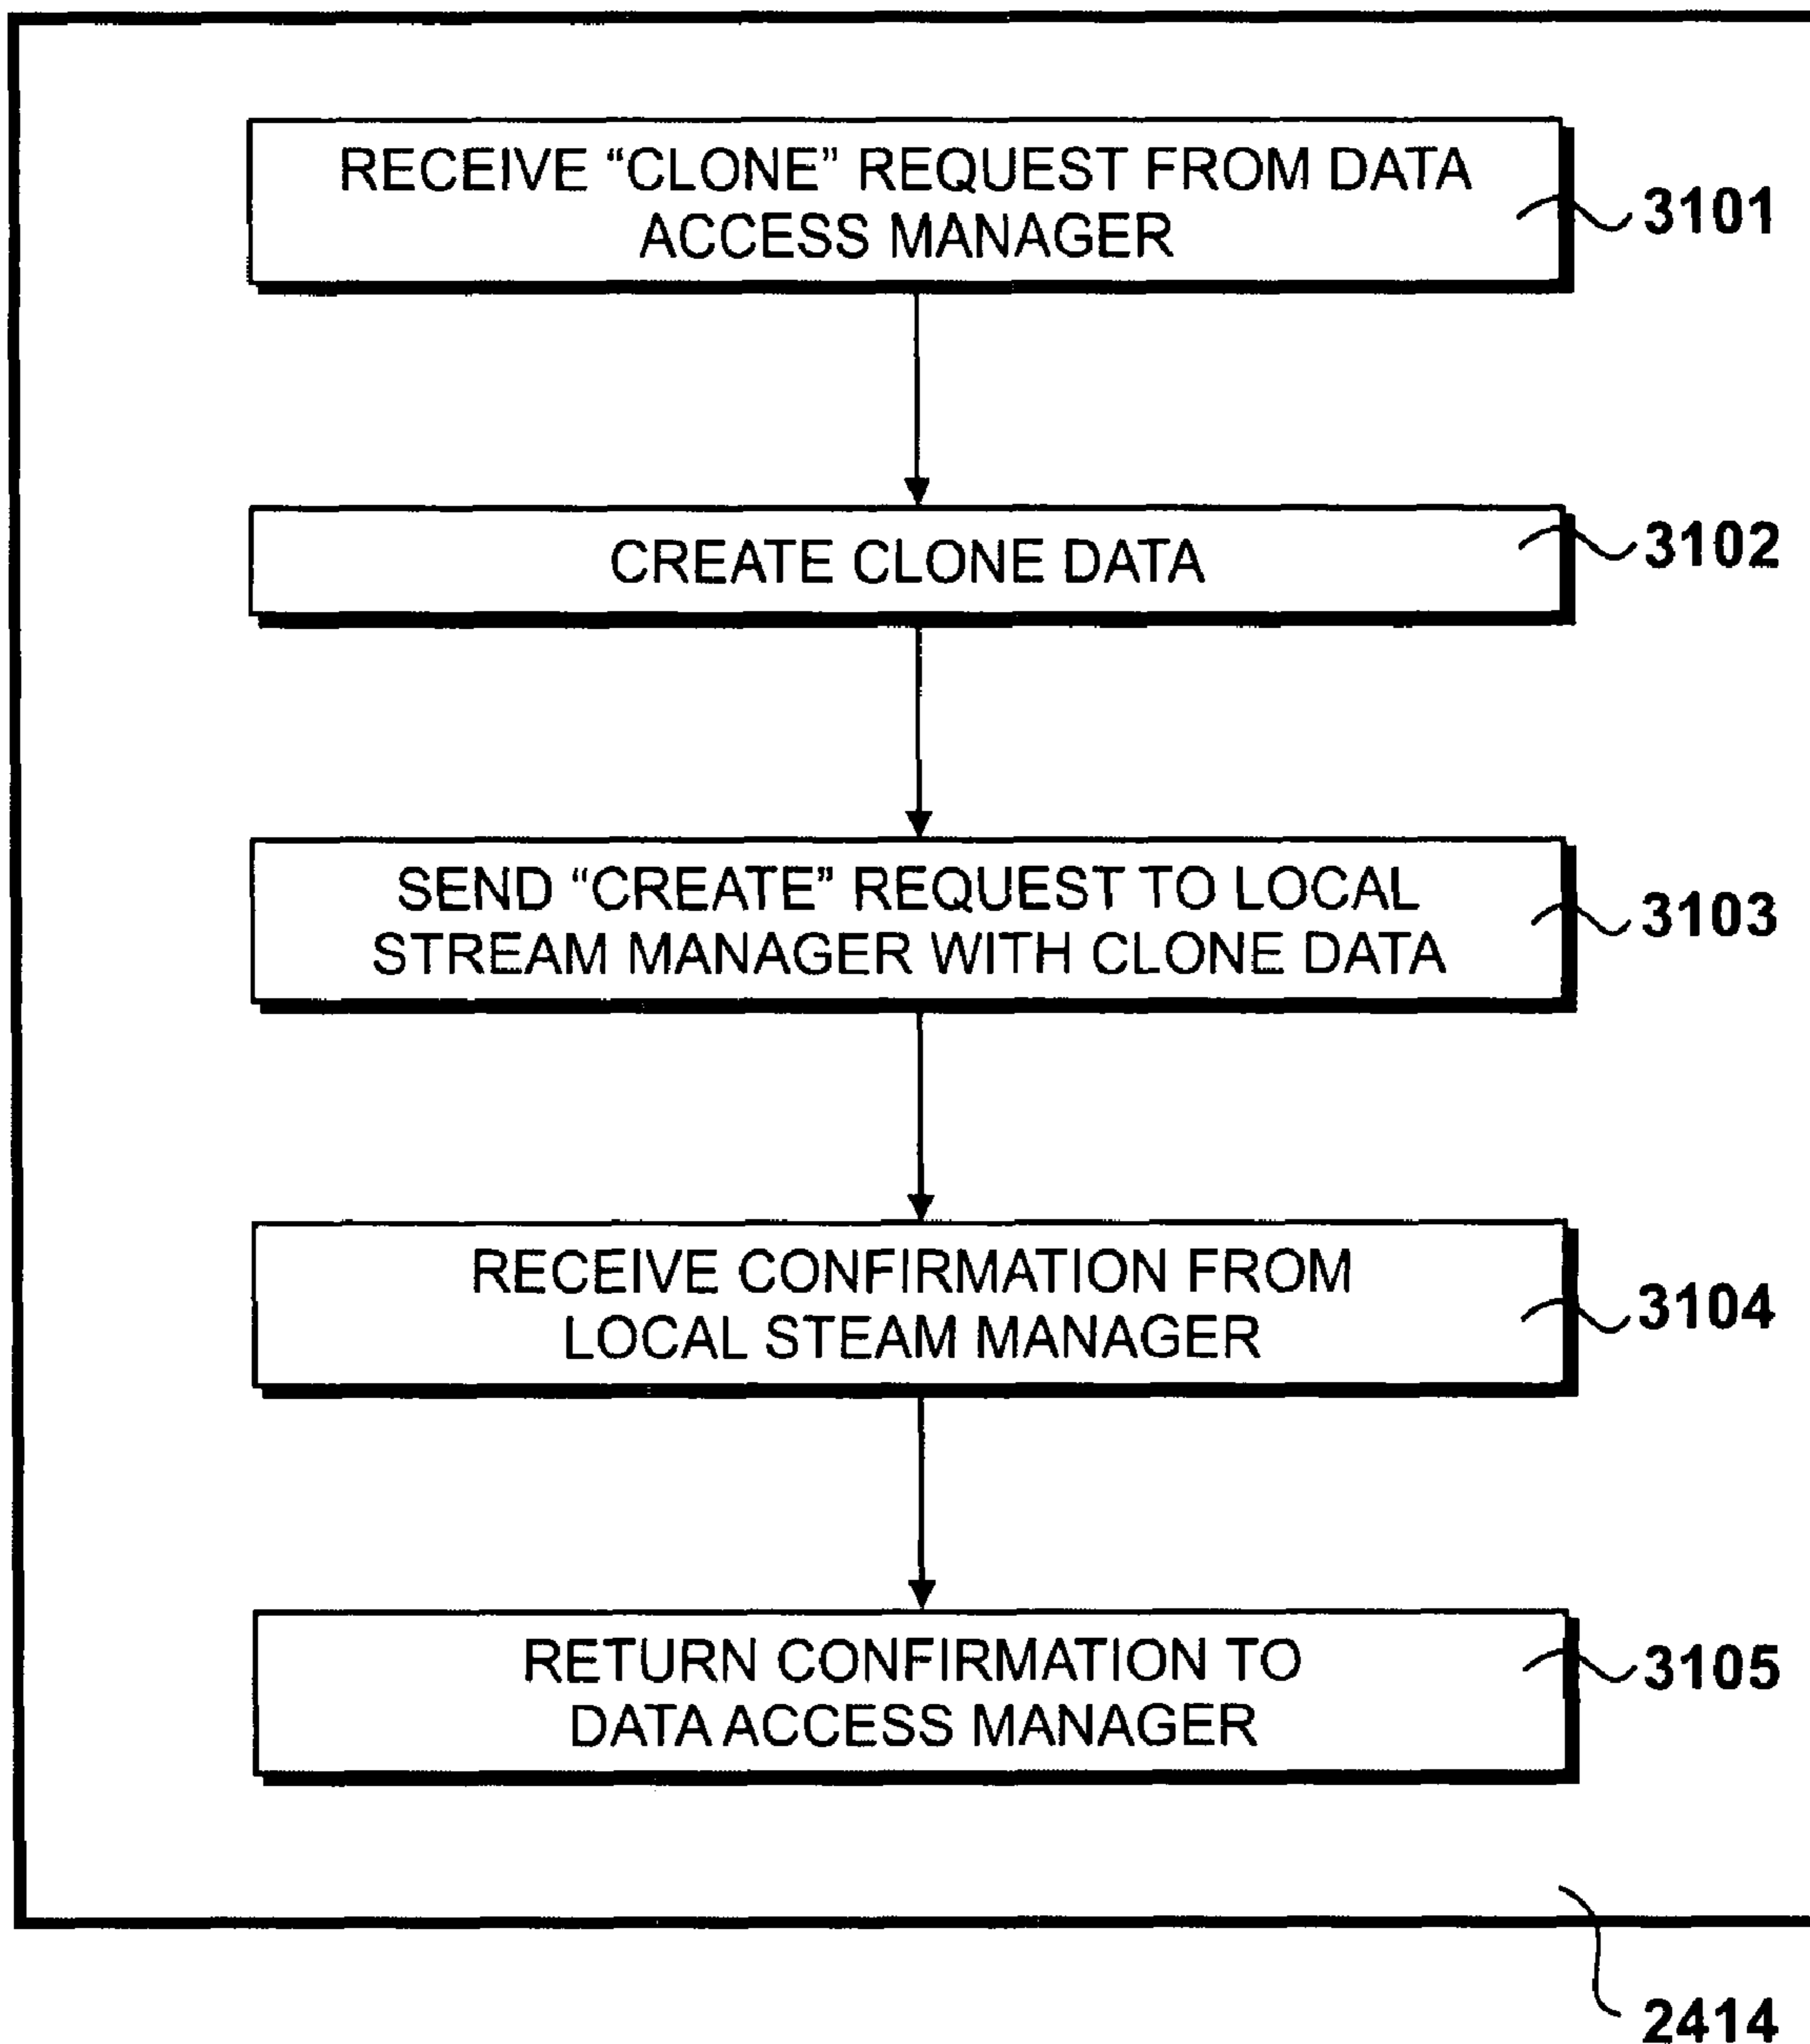 RECEIVE “CLONE” REQUEST FROM DATA
ACCESS MANAGER
3101
CREATE CLONE DATA
3102
SEND “CREATE” REQUEST TO LOCAL
STREAM MANAGER WITH CLONE DATA
3103
RECEIVE CONFIRMATION FROM
LOCAL STEAM MANAGER
3104
RETURN CONFIRMATION TO
DATA ACCESS MANAGER
3105
2414